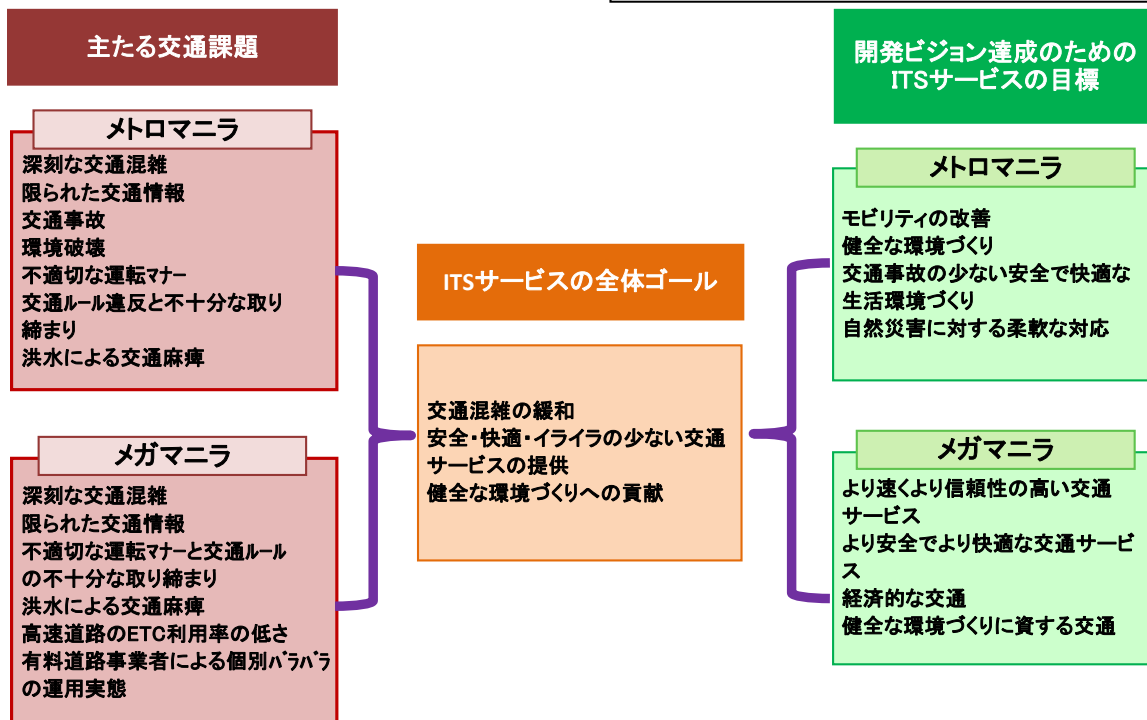 主たる交通課題
メトロマニラ
深刻な交通混雑
限られた交通情報
交通事故
環境破壊
不適切な運転マナー
交通ルール違反と不十分な取り
締まり
洪水による交通麻痺
メガマニラ
深刻な交通混雑
限られた交通情報
不適切な運転マナーと交通ルール
の不十分な取り締まり
洪水による交通麻痺
高速道路のETC利用率の低さ
有料道路事業者による個別バラバラ
の運用実態
ITSサービスの全体ゴール
交通混雑の緩和
安全・快適・イライラの少ない交通
サービスの提供
健全な環境づくりへの貢献
開発ビジョン達成のための
ITSサービスの目標
メトロマニラ
モビリティの改善
健全な環境づくり
交通事故の少ない安全で快適な
生活環境づくり
自然災害に対する柔軟な対応
メガマニラ
より速くより信頼性の高い交通
サービス
より安全でより快適な交通サービ
ス
経済的な交通
健全な環境づくりに資する交通